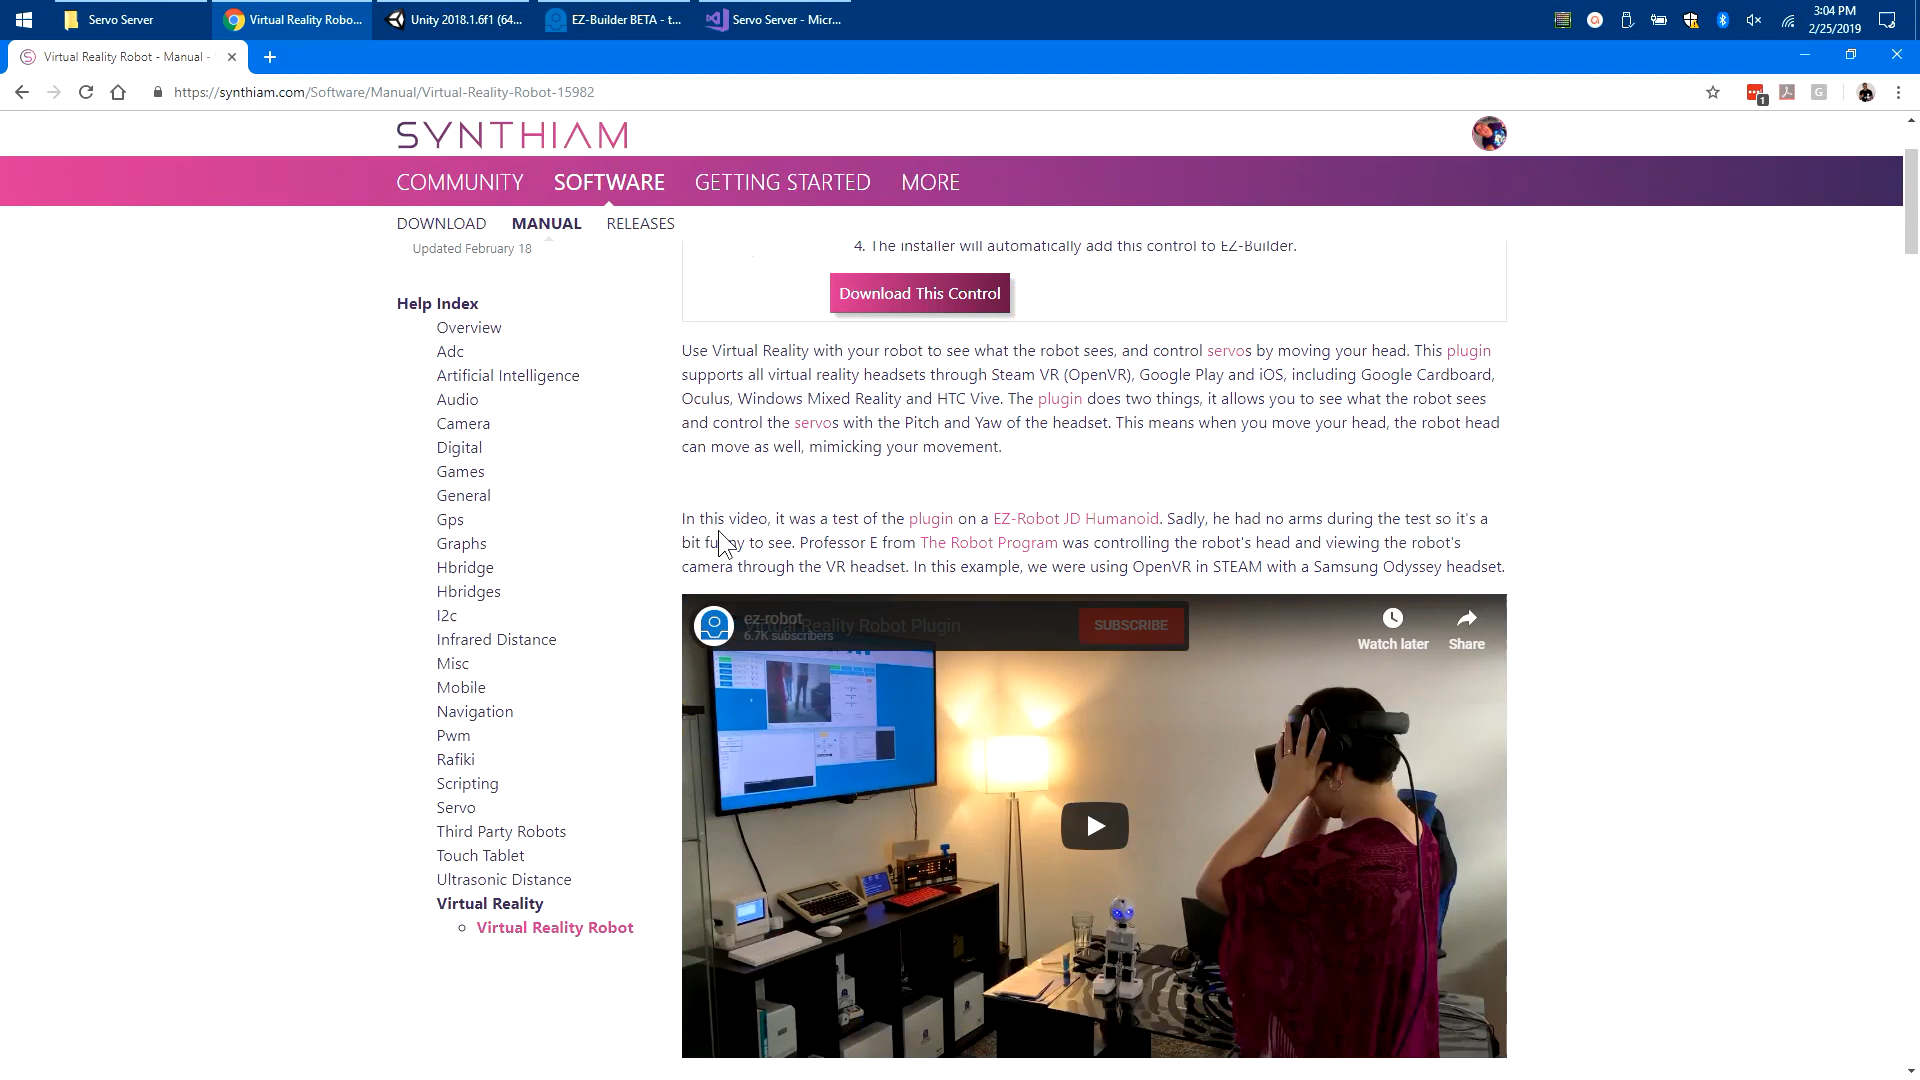 Servo Server
Virtual Reality Robo...
Unity 2018.1.6f1 (64...
EZ-Builder BETA - t...
Servo Server - Micr...
3:04 PM
2/25/2019
Virtual Reality Robot - Manual -
https://synthiam.com/Software/Manual/Virtual-Reality-Robot-15982
1
G
SYNTHIAM
COMMUNITY
SOFTWARE
GETTING STARTED
MORE
DOWNLOAD
MANUAL
RELEASES
Updated February 18
4. The installer will automatically add this control to EZ-Builder.
Download This Control
Help Index
Overview
Adc
Artificial Intelligence
Audio
Camera
Digital
Games
General
Gps
Graphs
Hbridge
Hbridges
I2c
Infrared Distance
Misc
Mobile
Navigation
Pwm
Rafiki
Scripting
Servo
Third Party Robots
Touch Tablet
Ultrasonic Distance
Virtual Reality
Virtual Reality Robot
Use Virtual Reality with your robot to see what the robot sees, and control servos by moving your head. This plugin
supports all virtual reality headsets through Steam VR (OpenVR), Google Play and iOS, including Google Cardboard,
Oculus, Windows Mixed Reality and HTC Vive. The plugin does two things, it allows you to see what the robot sees
and control the servos with the Pitch and Yaw of the headset. This means when you move your head, the robot head
can move as well, mimicking your movement.
In this video, it was a test of the plugin on a EZ-Robot JD Humanoid. Sadly, he had no arms during the test so it's a
bit funny to see. Professor E from The Robot Program was controlling the robot's head and viewing the robot's
camera through the VR headset. In this example, we were using OpenVR in STEAM with a Samsung Odyssey headset.
ez-robot
Virtual Reality Robot Plugin
6.7K subscribers
SUBSCRIBE
Watch later
Share